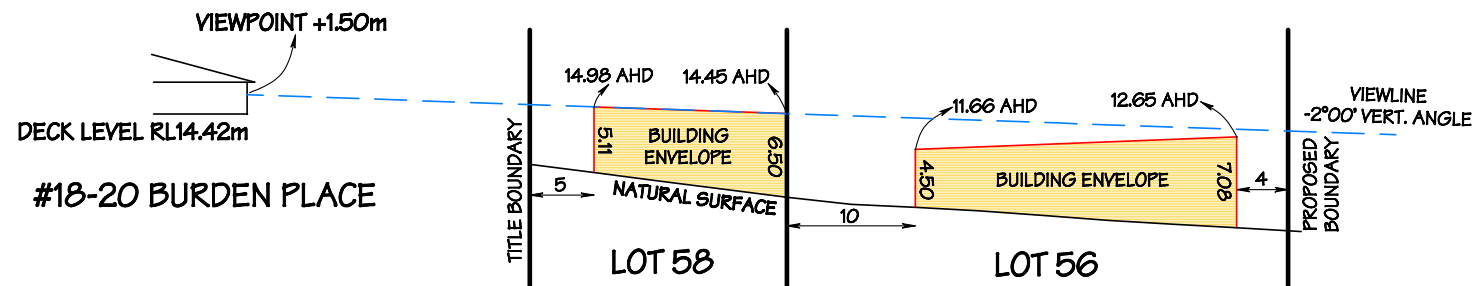 VIEWPOINT +1.50m
DECK LEVEL RL14.42m
#18-20 BURDEN PLACE
TITLE BOUNDARY
5
14.98 AHD
14.45 AHD
5.11
BUILDING
ENVELOPE
6.50
NATURAL SURFACE
LOT 58
10
11.66 AHD
12.65 AHD
4.50
BUILDING ENVELOPE
7.08
4
LOT 56
PROPOSED
BOUNDARY
VIEWLINE
-2°00' VERT. ANGLE